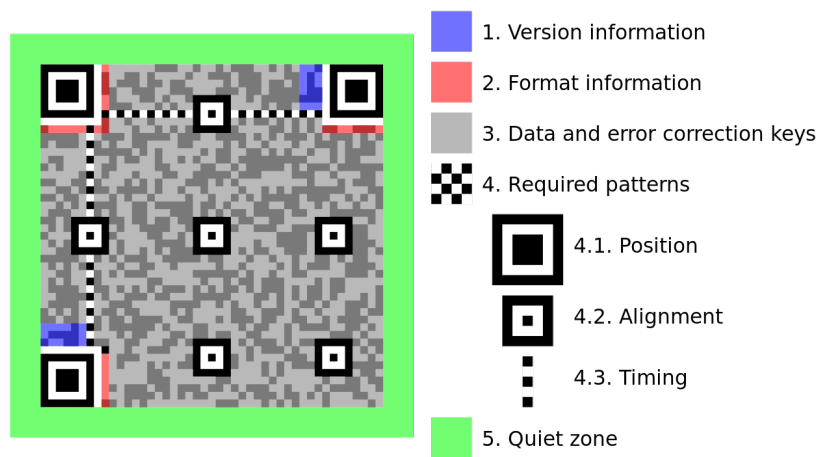 1. Version information
2. Format information
3. Data and error correction keys
4. Required patterns
4.1. Position
4.2. Alignment
4.3. Timing
5. Quiet zone